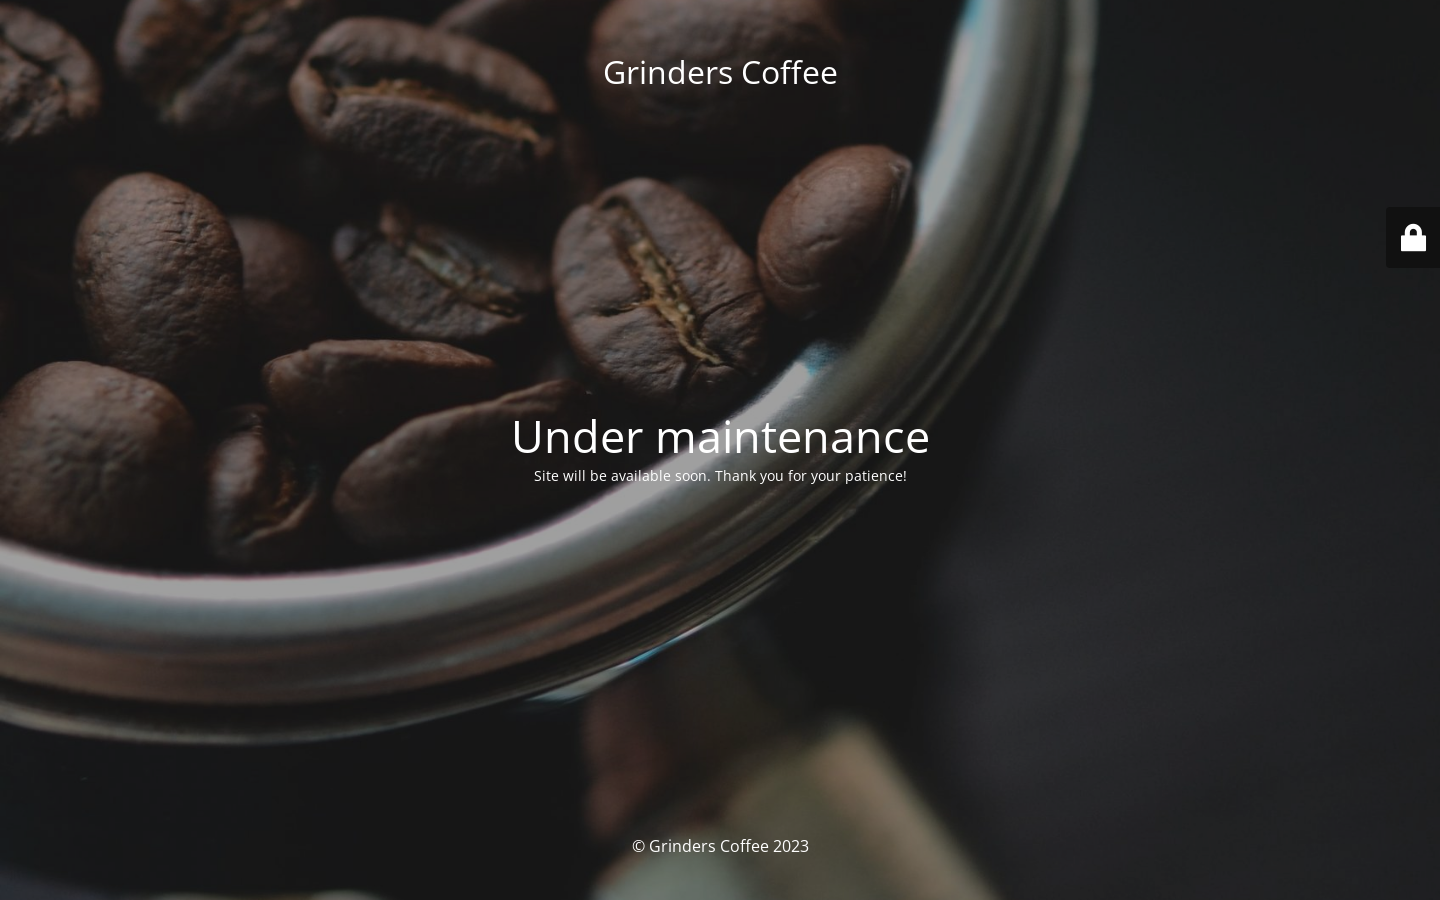 Grinders Coffee
Under maintenance
Site will be available soon. Thank you for your patience!
© Grinders Coffee 2023